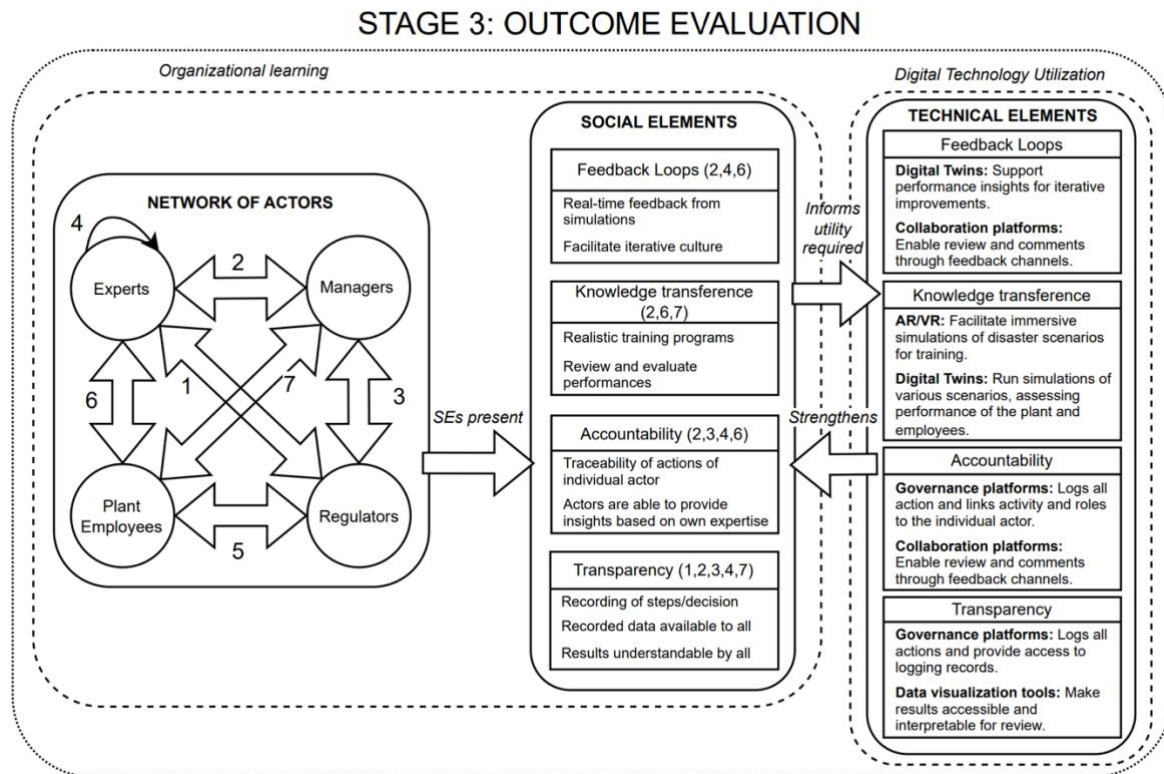 STAGE 3: OUTCOME EVALUATION
Organizational learning
NETWORK OF ACTORS
4
Experts
2
Managers
6
1
7
3
Plant
Employees
5
Regulators
SEs present
SOCIAL ELEMENTS
Feedback Loops (2,4,6)
Real-time feedback from
simulations
Facilitate iterative culture
Knowledge transference
(2,6,7)
Realistic training programs
Review and evaluate
performances
Accountability (2,3,4,6)
Traceability of actions of
individual actor
Actors are able to provide
insights based on own expertise
Transparency (1,2,3,4,7)
Recording of steps/decision
Recorded data available to all
Results understandable by all
Informs
utility
required
Strengthens
Digital Technology Utilization
TECHNICAL ELEMENTS
Feedback Loops
Digital Twins: Support
performance insights for iterative
improvements.
Collaboration platforms:
Enable review and comments
through feedback channels.
Knowledge transference
AR/VR: Facilitate immersive
simulations of disaster scenarios
for training.
Digital Twins: Run simulations of
various scenarios, assessing
performance of the plant and
employees.
Accountability
Governance platforms: Logs all
action and links activity and roles
to the individual actor.
Collaboration platforms:
Enable review and comments
through feedback channels.
Transparency
Governance platforms: Logs all
actions and provide access to
logging records.
Data visualization tools: Make
results accessible and
interpretable for review.